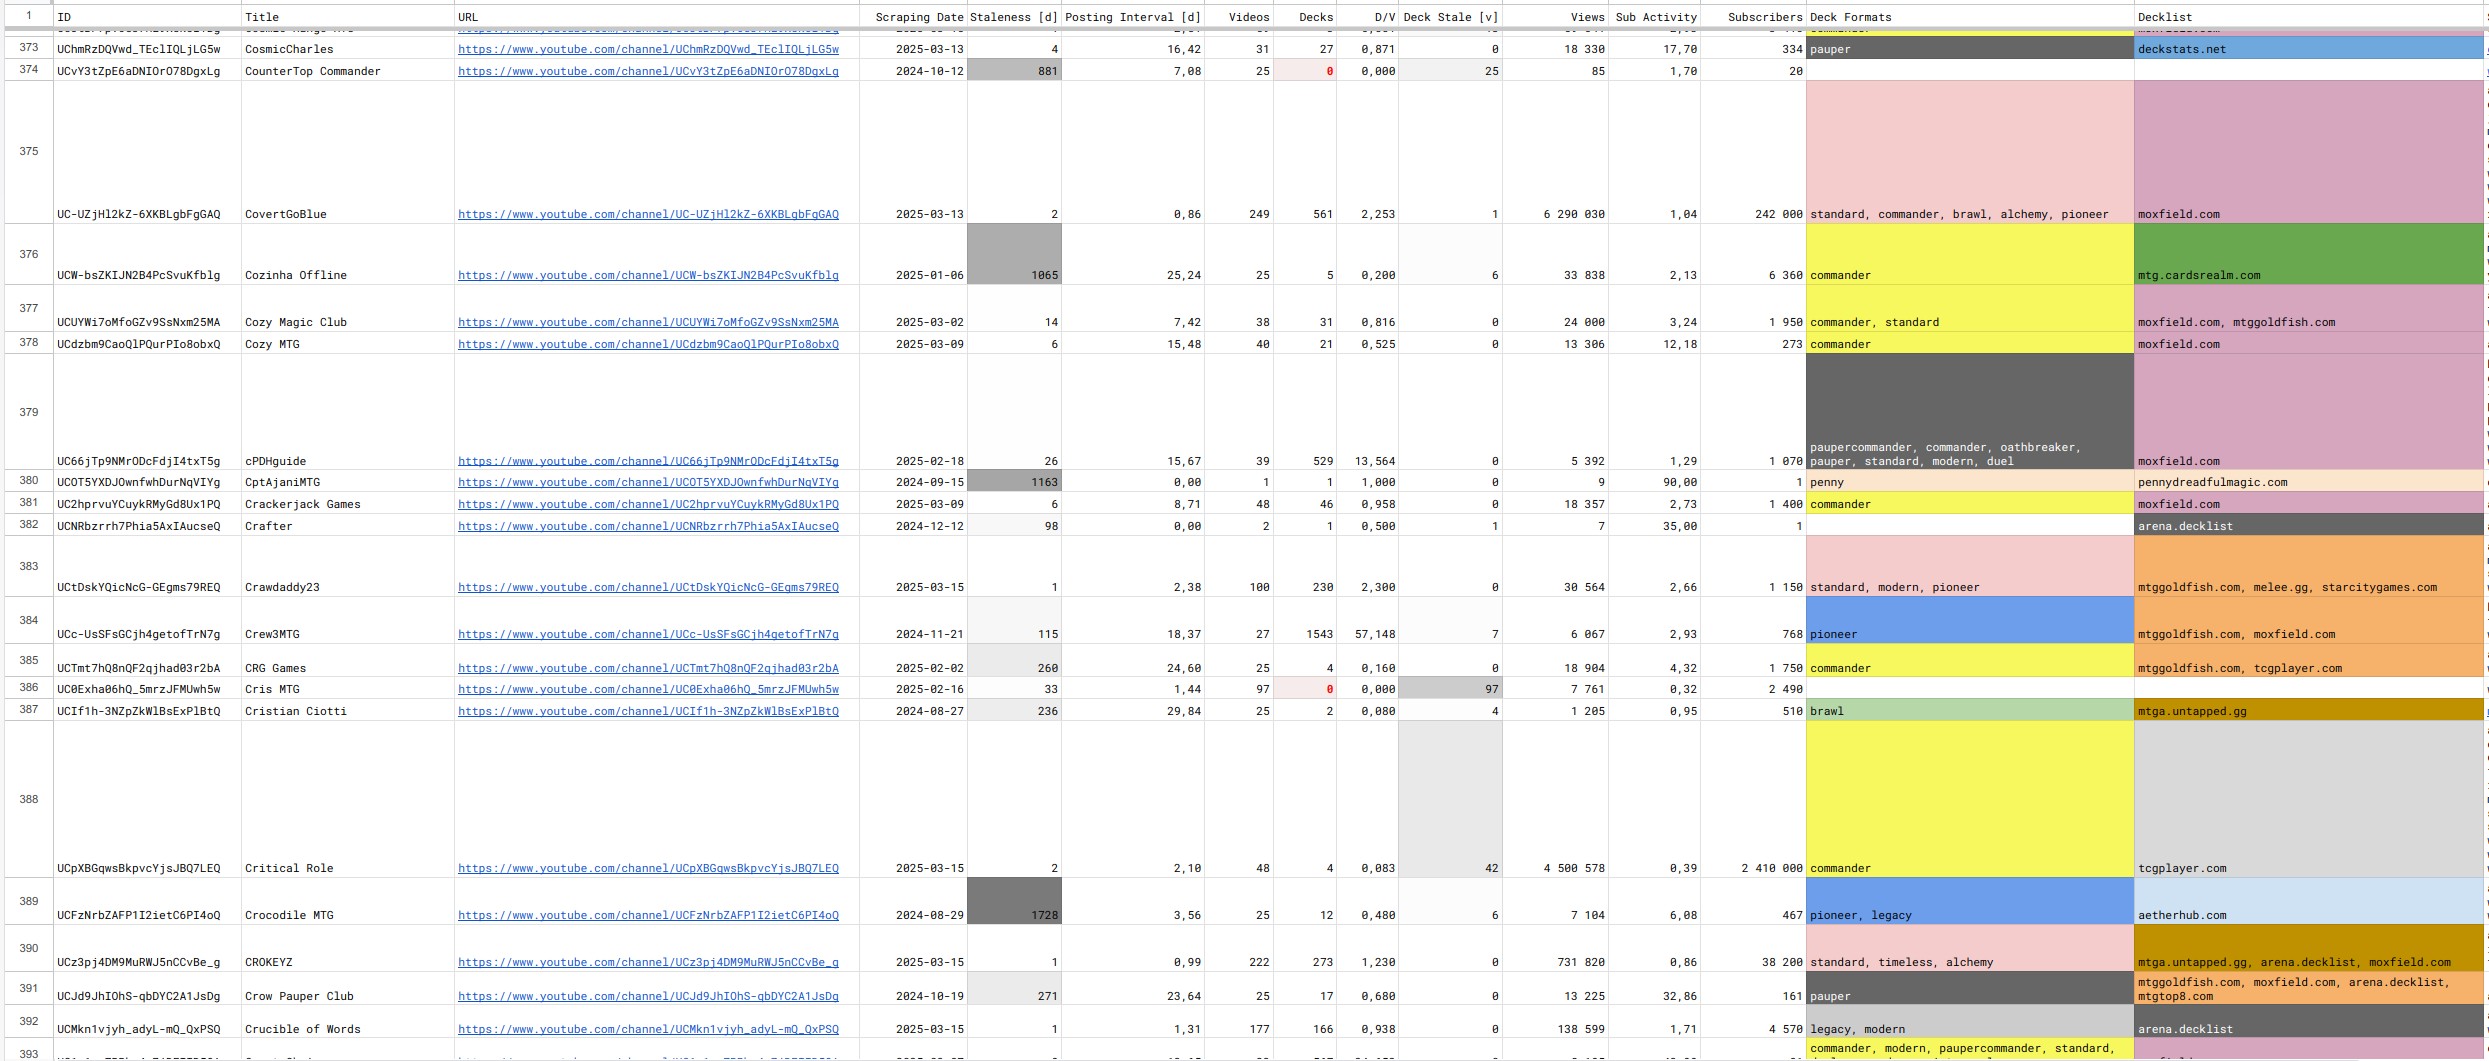 1 ID Title URL Scraping Date Staleness [d] Posting Interval [d] Videos Decks D/V Deck Stale [v] Views Sub Activity Subscribers Deck Formats Decklist
373 UChmRzDQVwd_TEclIQLjLG5w CosmicCharles https://www.youtube.com/channel/UChmRzDQVwd_TEclIQLjLG5w 2025-03-13 4 16,42 31 27 0,871 0 18 330 17,70 334 pauper deckstats.net
374 UCvY3tZpE6aDNIOrO78DgxLg CounterTop Commander https://www.youtube.com/channel/UCvY3tZpE6aDNIOrO78DgxLg 2024-10-12 881 7,08 25 0 0,000 25 85 1,70 20
375 UC-UZjHl2kZ-6XKBLgbFgGAQ CovertGoBlue https://www.youtube.com/channel/UC-UZjHl2kZ-6XKBLgbFgGAQ 2025-03-13 2 0,86 249 561 2,253 1 6 290 030 1,04 242 000 standard, commander, brawl, alchemy, pioneer moxfield.com
376 UCW-bsZKIJN2B4PcSvuKfblg Cozinha Offline https://www.youtube.com/channel/UCW-bsZKIJN2B4PcSvuKfblg 2025-01-06 1065 25,24 25 5 0,200 6 33 838 2,13 6 360 commander mtg.cardsrealm.com
377 UCUYWi7oMfoGZv9SsNxm25MA Cozy Magic Club https://www.youtube.com/channel/UCUYWi7oMfoGZv9SsNxm25MA 2025-03-02 14 7,42 38 31 0,816 0 24 000 3,24 1 950 commander, standard moxfield.com, mtggoldfish.com
378 UCdzbm9CaoQlPQurPIo8obxQ Cozy MTG https://www.youtube.com/channel/UCdzbm9CaoQlPQurPIo8obxQ 2025-03-09 6 15,48 40 21 0,525 0 13 306 12,18 273 commander moxfield.com
379 UC66jTp9NMrODcFdjI4txT5g cPDHguide https://www.youtube.com/channel/UC66jTp9NMrODcFdjI4txT5g 2025-02-18 26 15,67 39 529 13,564 0 5 392 1,29 1 070 paupercommander, commander, oathbreaker,
pauper, standard, modern, duel moxfield.com
380 UCOT5YXDJOwnfwhDurNqVIYg CptAjaniMTG https://www.youtube.com/channel/UCOT5YXDJOwnfwhDurNqVIYg 2024-09-15 1163 0,00 1 1 1,000 0 9 90,00 1 penny pennydreadfulmagic.com
381 UC2hprvuYCuykRMyGd8Ux1PQ Crackerjack Games https://www.youtube.com/channel/UC2hprvuYCuykRMyGd8Ux1PQ 2025-03-09 6 8,71 48 46 0,958 0 18 357 2,73 1 400 commander moxfield.com
382 UCNRbzrrh7Phia5AxIAucseQ Crafter https://www.youtube.com/channel/UCNRbzrrh7Phia5AxIAucseQ 2024-12-12 98 0,00 2 1 0,500 1 7 35,00 1 arena.decklist
383 UCtDskYQicNcG-GEgms79REQ Crawdaddy23 https://www.youtube.com/channel/UCtDskYQicNcG-GEgms79REQ 2025-03-15 1 2,38 100 230 2,300 0 30 564 2,66 1 150 standard, modern, pioneer mtggoldfish.com, melee.gg, starcitygames.com
384 UCc-UsSFsGCjh4getofTrN7g Crew3MTG https://www.youtube.com/channel/UCc-UsSFsGCjh4getofTrN7g 2024-11-21 115 18,37 27 1543 57,148 7 6 067 2,93 768 pioneer mtggoldfish.com, moxfield.com
385 UCTmt7hQ8nQF2qjhad03r2bA CRG Games https://www.youtube.com/channel/UCTmt7hQ8nQF2qjhad03r2bA 2025-02-02 260 24,60 25 4 0,160 0 18 904 4,32 1 750 commander mtggoldfish.com, tcgplayer.com
386 UC0Exha06hQ_5mrzJFMUwh5w Cris MTG https://www.youtube.com/channel/UC0Exha06hQ_5mrzJFMUwh5w 2025-02-16 33 1,44 97 0 0,000 97 7 761 0,32 2 490
387 UCIf1h-3NZpZkWlBsExPlBtQ Cristian Ciotti https://www.youtube.com/channel/UCIf1h-3NZpZkWlBsExPlBtQ 2024-08-27 236 29,84 25 2 0,080 4 1 205 0,95 510 brawl mtga.untapped.gg
388 UCpXBGqwsBkpvcYjsJBQ7LEQ Critical Role https://www.youtube.com/channel/UCpXBGqwsBkpvcYjsJBQ7LEQ 2025-03-15 2 2,10 48 4 0,083 42 4 500 578 0,39 2 410 000 commander tcgplayer.com
389 UCFzNrbZAFP1I2ietC6PI4oQ Crocodile MTG https://www.youtube.com/channel/UCFzNrbZAFP1I2ietC6PI4oQ 2024-08-29 1728 3,56 25 12 0,480 6 7 104 6,08 467 pioneer, legacy aetherhub.com
390 UCz3pj4DM9MuRWJ5nCCvBe_g CROKEYZ https://www.youtube.com/channel/UCz3pj4DM9MuRWJ5nCCvBe_g 2025-03-15 1 0,99 222 273 1,230 0 731 820 0,86 38 200 standard, timeless, alchemy mtga.untapped.gg, arena.decklist, moxfield.com
391 UCJd9JhIOhS-qbDYC2A1JsDg Crow Pauper Club https://www.youtube.com/channel/UCJd9JhIOhS-qbDYC2A1JsDg 2024-10-19 271 23,64 25 17 0,680 0 13 225 32,86 161 pauper mtggoldfish.com, moxfield.com, arena.decklist,
mtgtop8.com
392 UCMkn1vjyh_adyL-mQ_QxPSQ Crucible of Words https://www.youtube.com/channel/UCMkn1vjyh_adyL-mQ_QxPSQ 2025-03-15 1 1,31 177 166 0,938 0 138 599 1,71 4 570 legacy, modern arena.decklist
393 commander, modern, paupercommander, standard,